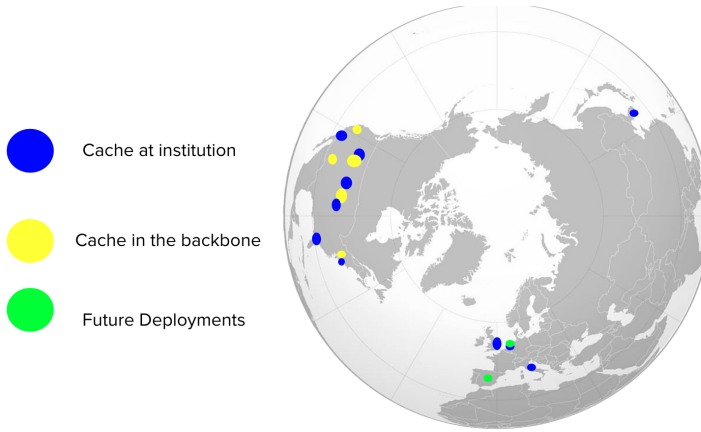 Cache at institution
Cache in the backbone
Future Deployments